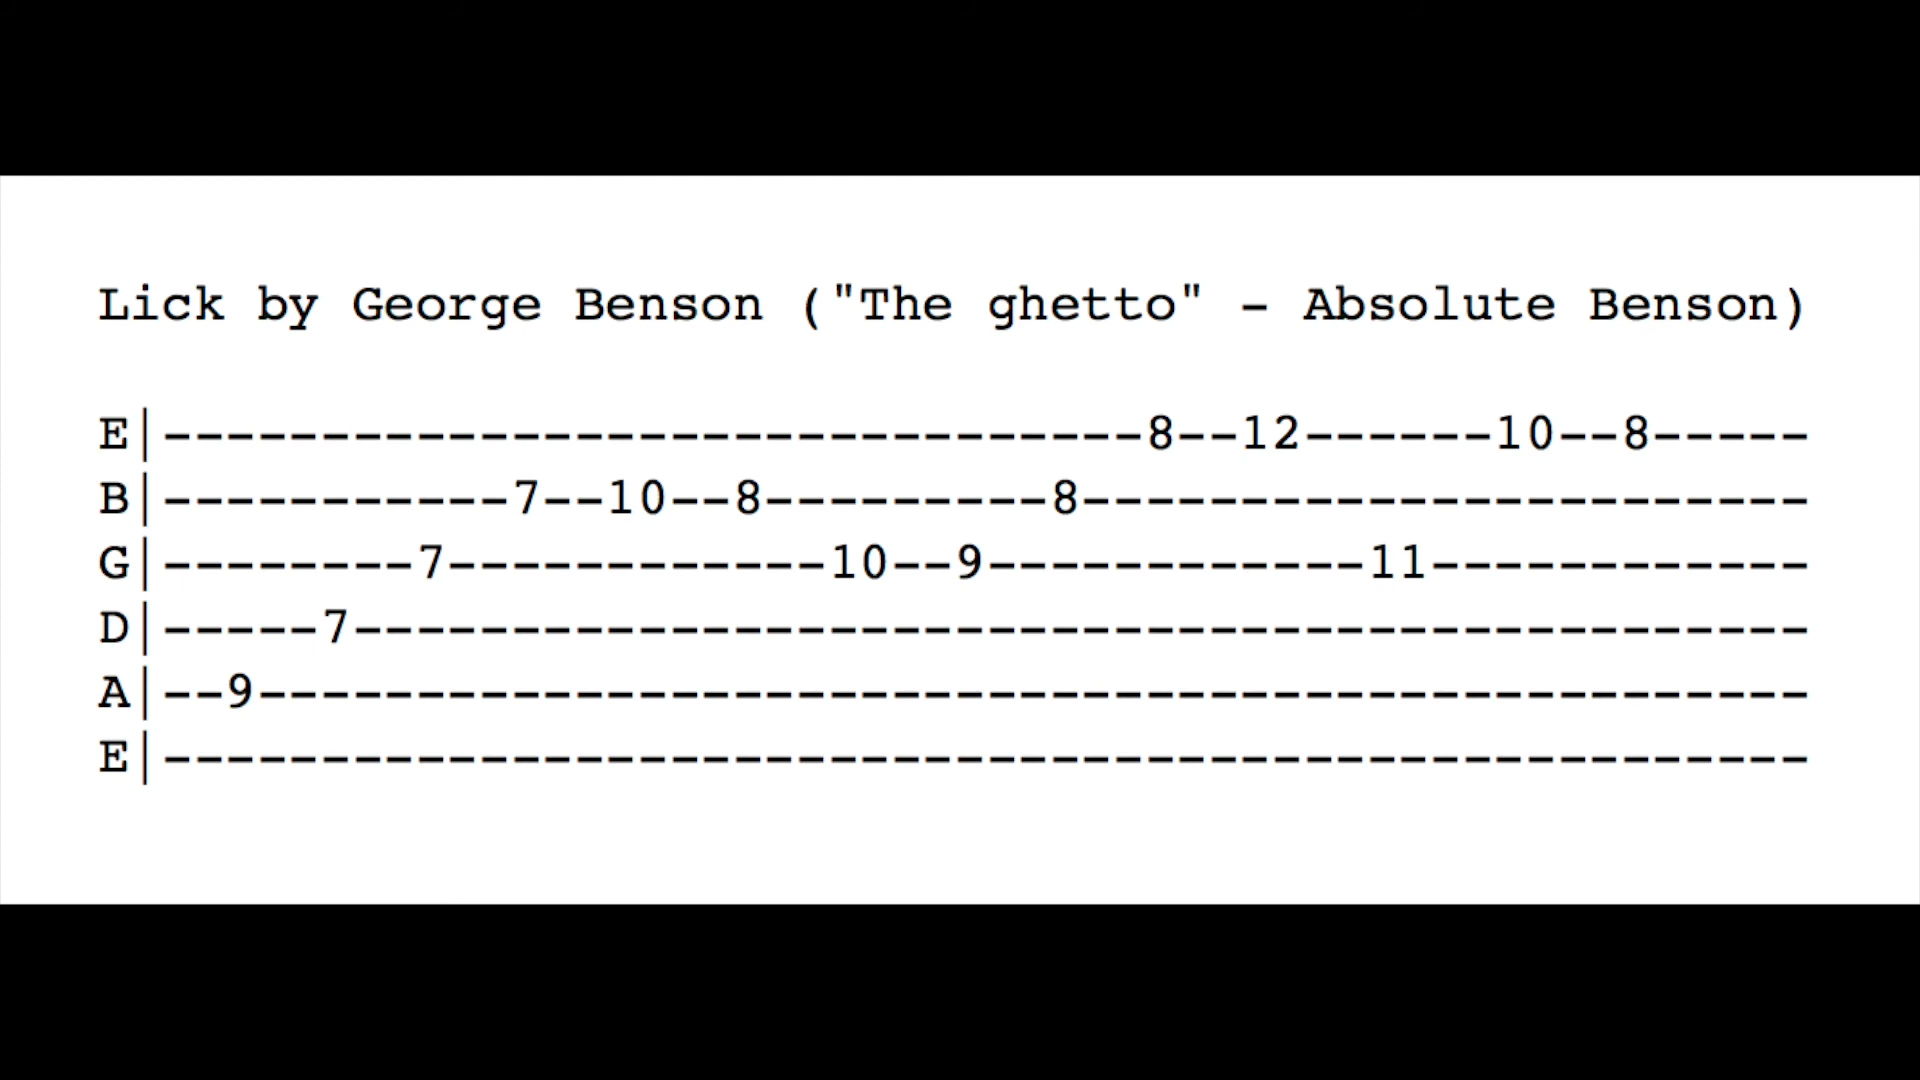 Lick by George Benson ("The ghetto" - Absolute Benson)
E|-------------------------------8--12------10--8-----
B|-----------7--10--8---------8-----------------------
G|--------7------------10--9------------11------------
D|-----7----------------------------------------------
A|--9-------------------------------------------------
E|----------------------------------------------------